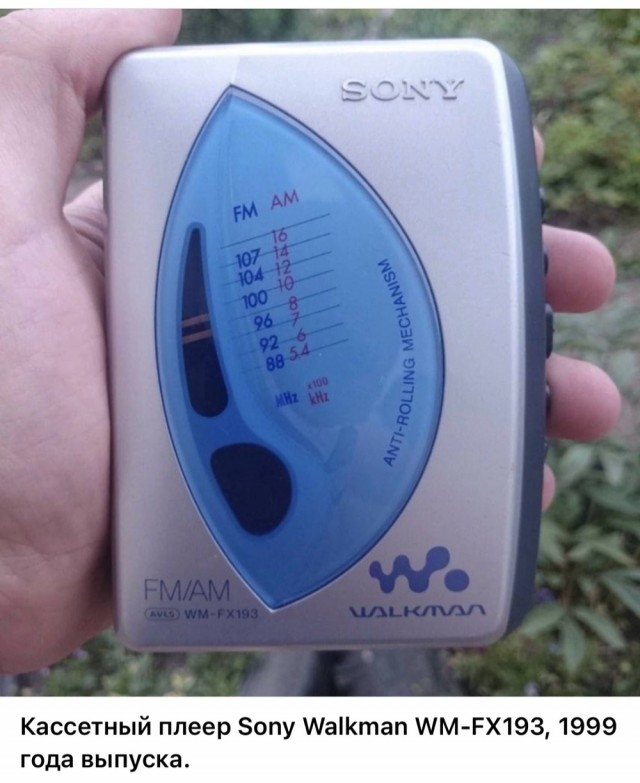 SONY
FM AM
16
107 14
104 12
100 10
96 8
92 7
88 6
5.4
MHz x100 kHz
ANTI-ROLLING MECHANISM
FM/AM
AVLS WM-FX193
WALKMAN
Кассетный плеер Sony Walkman WM-FX193, 1999
года выпуска.